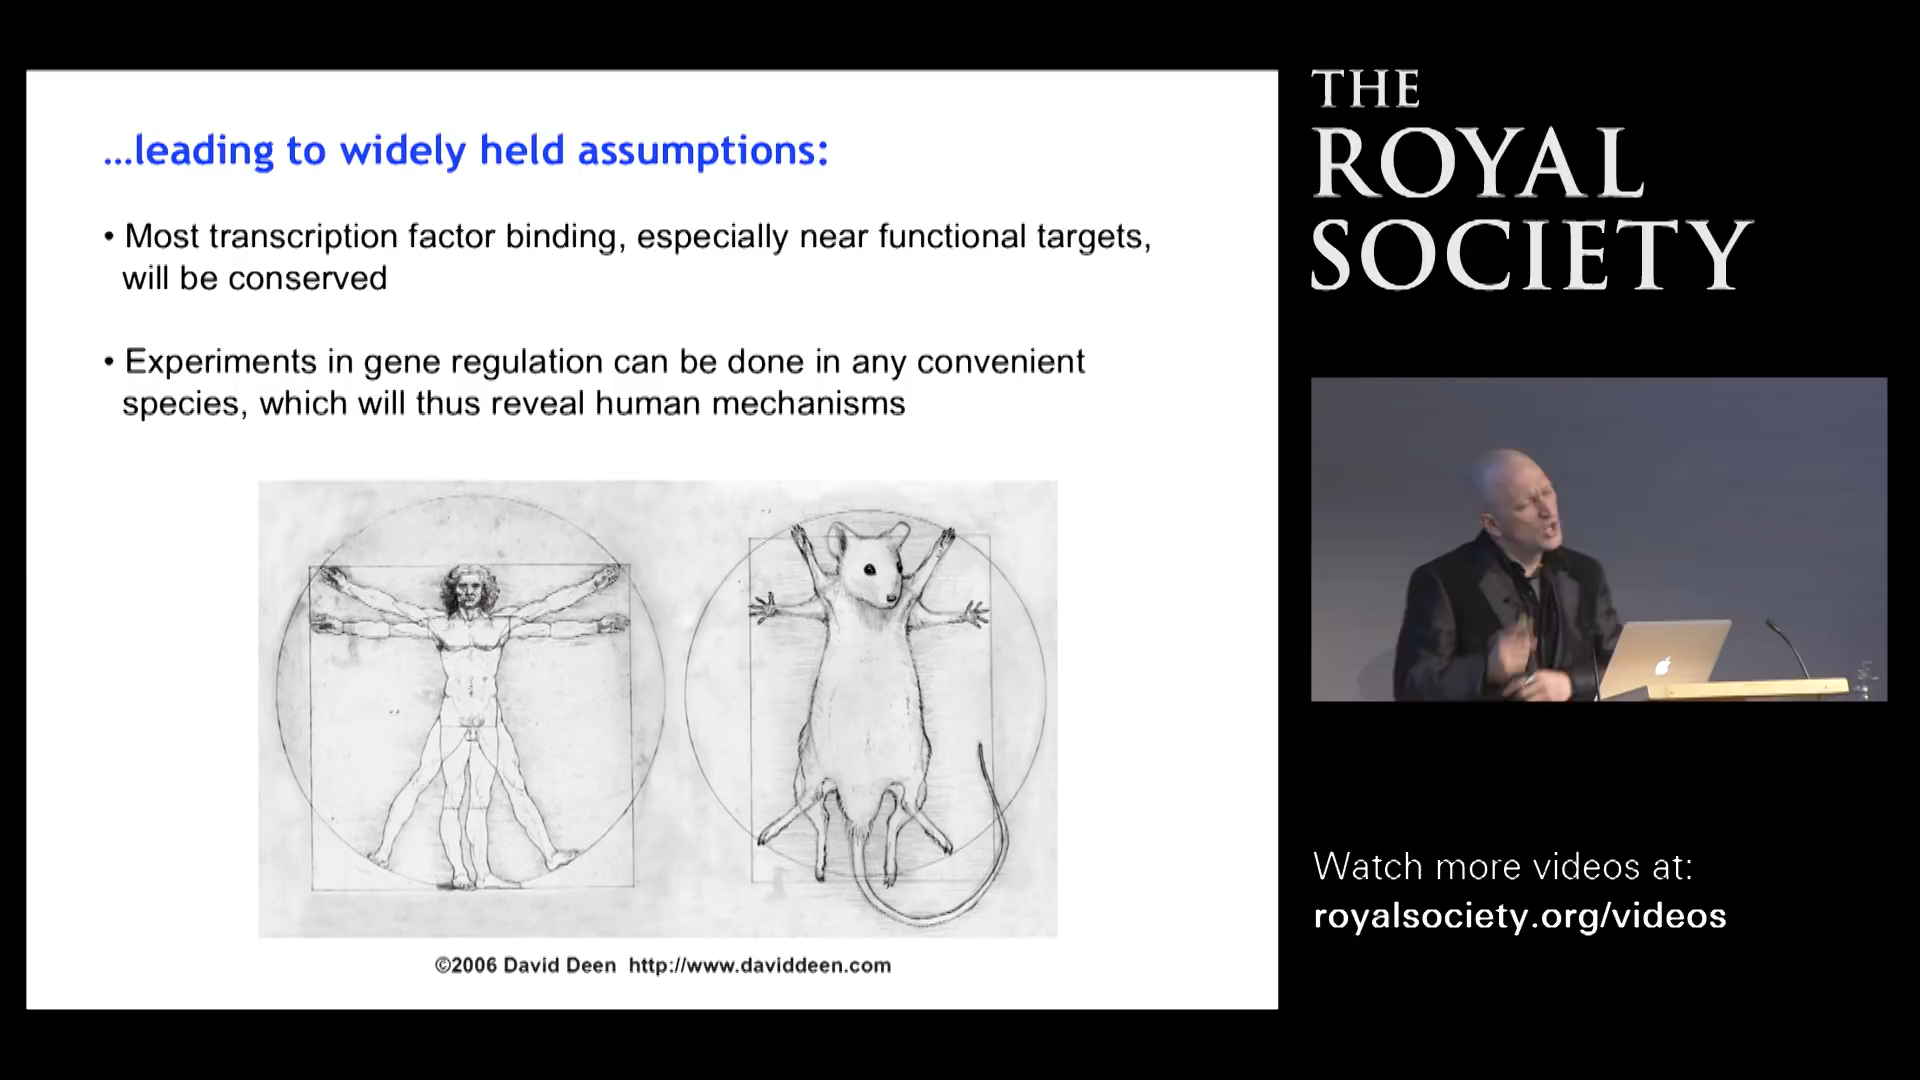 ...leading to widely held assumptions:
• Most transcription factor binding, especially near functional targets,
will be conserved
• Experiments in gene regulation can be done in any convenient
species, which will thus reveal human mechanisms
©2006 David Deen http://www.daviddeen.com
THE
ROYAL
SOCIETY
Watch more videos at:
royalsociety.org/videos